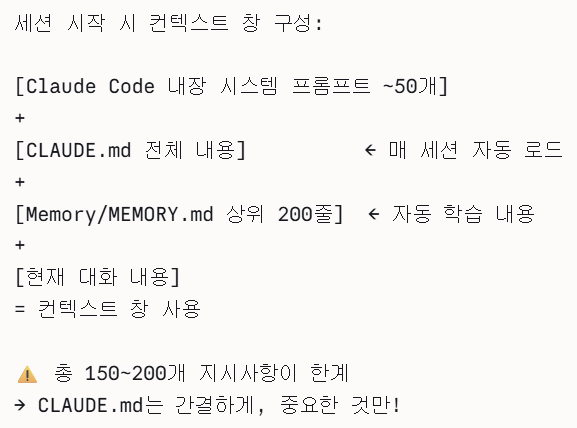 세션 시작 시 컨텍스트 창 구성:
[Claude Code 내장 시스템 프롬프트 ~50개]
+
[CLAUDE.md 전체 내용] ← 매 세션 자동 로드
+
[Memory/MEMORY.md 상위 200줄] ← 자동 학습 내용
+
[현재 대화 내용]
= 컨텍스트 창 사용
⚠️ 총 150~200개 지시사항이 한계
→ CLAUDE.md는 간결하게, 중요한 것만!